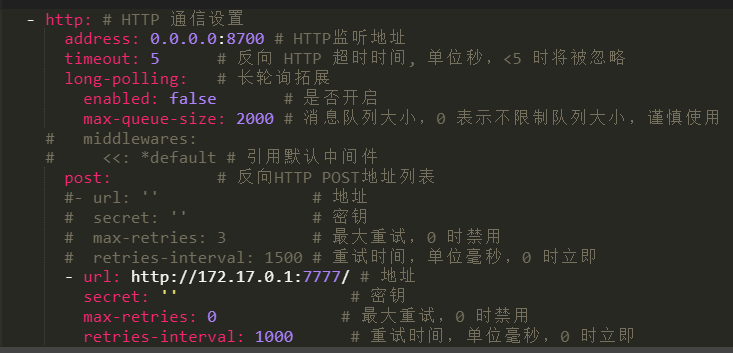 - http: # HTTP 通信设置
address: 0.0.0.0:8700 # HTTP监听地址
timeout: 5 # 反向 HTTP 超时时间, 单位秒，<5 时将被忽略
long-polling: # 长轮询拓展
enabled: false # 是否开启
max-queue-size: 2000 # 消息队列大小，0 表示不限制队列大小，谨慎使用
# middlewares:
# <<: *default # 引用默认中间件
post: # 反向HTTP POST地址列表
#- url: '' # 地址
# secret: '' # 密钥
# max-retries: 3 # 最大重试，0 时禁用
# retries-interval: 1500 # 重试时间，单位毫秒，0 时立即
- url: http://172.17.0.1:7777/ # 地址
secret: '' # 密钥
max-retries: 0 # 最大重试，0 时禁用
retries-interval: 1000 # 重试时间，单位毫秒，0 时立即